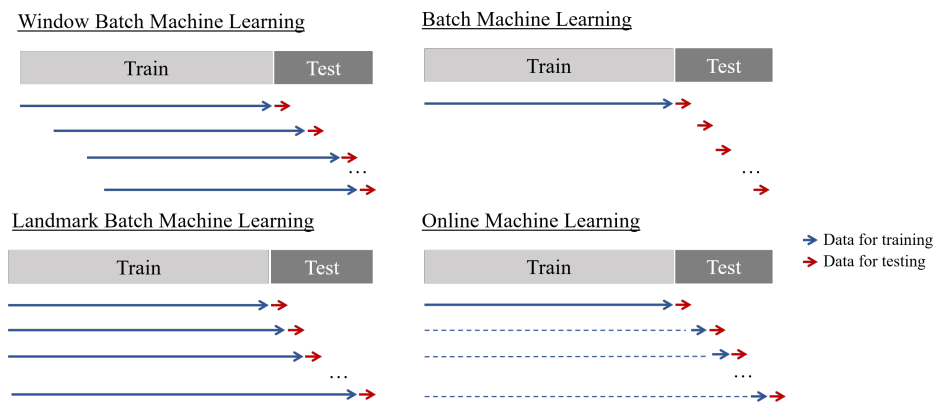 Window Batch Machine Learning
Train
Test
...
Batch Machine Learning
Train
Test
...
Landmark Batch Machine Learning
Train
Test
...
Online Machine Learning
Train
Test
...
Data for training
Data for testing